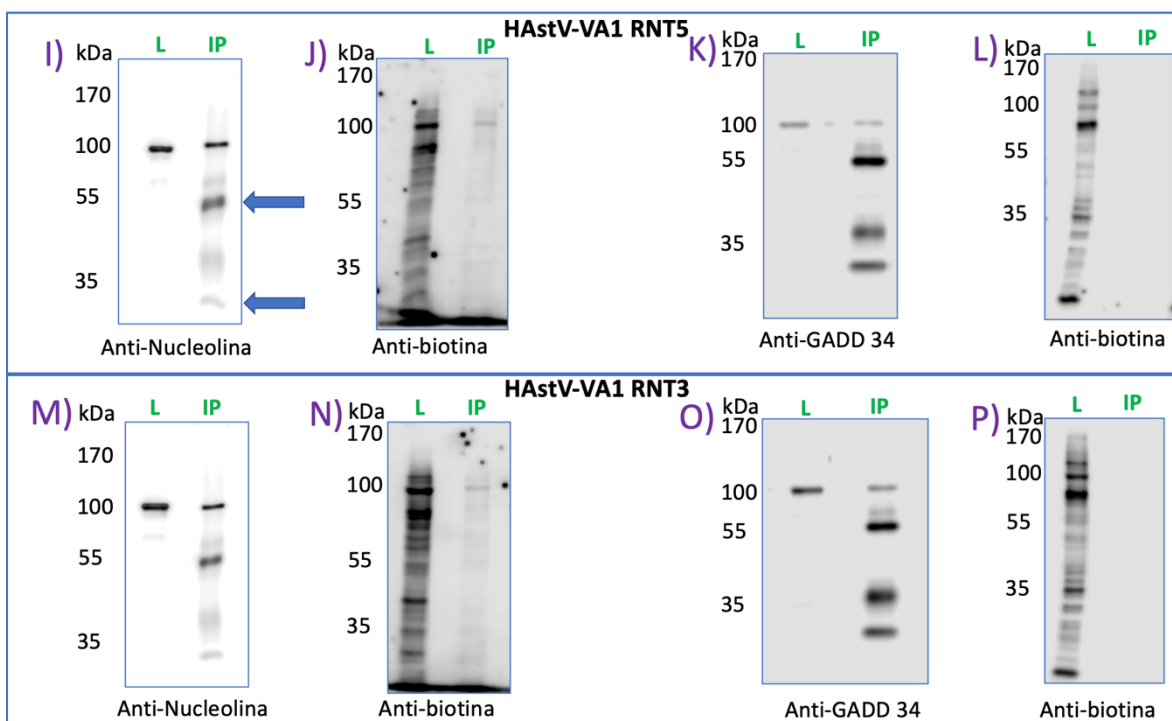 HAstV-VA1 RNT5
I)
kDa
L IP
170
100
55
35
Anti-Nucleolina
J)
kDa
L IP
170
100
55
35
Anti-biotina
K)
kDa
L IP
170
100
55
35
Anti-GADD 34
L)
kDa
L IP
170
100
55
35
Anti-biotina
HAstV-VA1 RNT3
M)
kDa
L IP
170
100
55
35
Anti-Nucleolina
N)
kDa
L IP
170
100
55
35
Anti-biotina
O)
kDa
L IP
170
100
55
35
Anti-GADD 34
P)
kDa
L IP
170
100
55
35
Anti-biotina